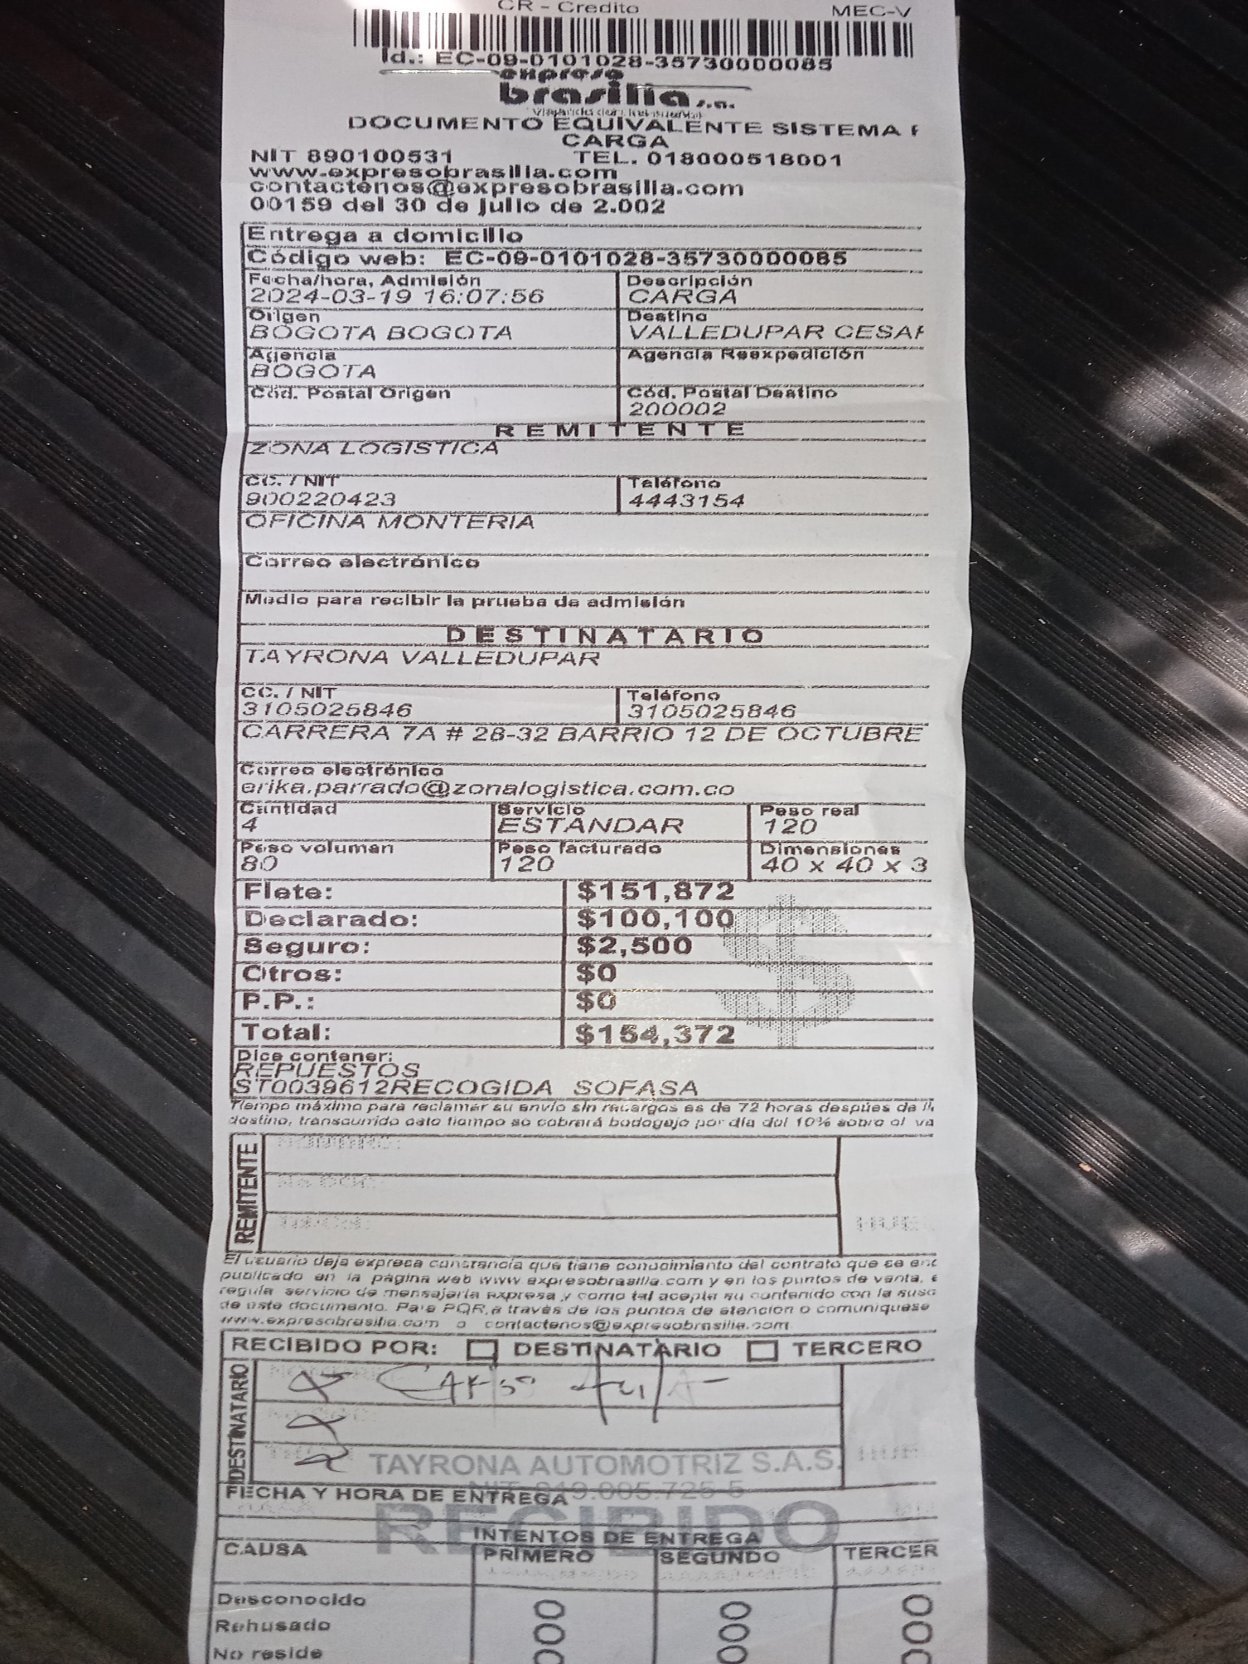 CR - Credito MEC-V
Id.: EC-09-0101028-35730000085
expreso
brasilia s.a.
DOCUMENTO EQUIVALENTE SISTEMA
CARGA
NIT 890100531 TEL. 018000518001
www.expresobrasilia.com
contactenos@expresobrasilia.com
00159 del 30 de julio de 2.002
Entrega a domicilio
Código web: EC-09-0101028-35730000085
Fecha/hora, Admisión Descripción
2024-03-19 16:07:56 CARGA
Origen Destino
BOGOTA BOGOTA VALLEDUPAR CESAR
Agencia Agencia Reexpedición
BOGOTA
Cód. Postal Origen Cód. Postal Destino
200002
REMITENTE
ZONA LOGISTICA
CC. / NIT Teléfono
900220423 4443154
OFICINA MONTERIA
Correo electrónico
Medio para recibir la prueba de admisión
DESTINATARIO
TAYRONA VALLEDUPAR
CC. / NIT Teléfono
3105025846 3105025846
CARRERA 7A # 28-32 BARRIO 12 DE OCTUBRE
Correo electrónico
erika.parrado@zonalogistica.com.co
Cantidad Servicio Peso real
4 ESTANDAR 120
Peso volumen Peso facturado Dimensiones
80 120 40 x 40 x 3
Flete: $151,872
Declarado: $100,100
Seguro: $2,500
Otros: $0
P.P.: $0
Total: $154,372
$
Dice contener:
REPUESTOS
ST0039612RECOGIDA SOFASA
Tiempo máximo para reclamar su envío sin recargos es de 72 horas despúes de
destino, transcurrido este tiempo se cobrará bodegaje por día del 10% sobre el va
REMITENTE
HUE
El usuario deja expresa constancia que tiene conocimiento del contrato que se enc
publicado en la pagina web www expresobrasilia.com y en los puntos de venta,
regula servicio de mensajería expresa y como tal acepta su contenido con la susc
de este documento. Para PQR,a través de los puntos de atencion o comuniquese
www.expresobrasilia.com o contactenos@expresobrasilia.com.
RECIBIDO POR: DESTINATARIO TERCERO
DESTINATARIO
TAYRONA AUTOMOTRIZ S.A.S.
FECHA Y HORA DE ENTREGA
RECIBIDO
INTENTOS DE ENTREGA
CAUSA PRIMERO SEGUNDO TERCER
Desconocido
Rehusado
No reside